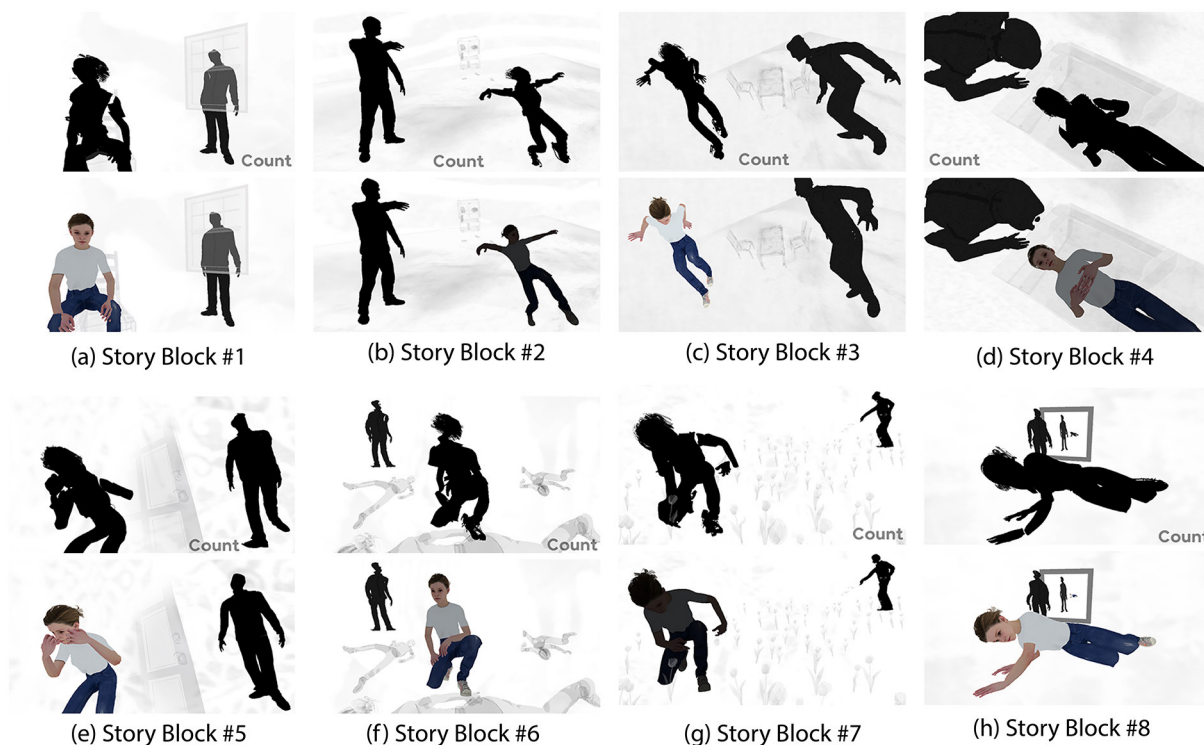 Count
Count
Count
Count
(a) Story Block #1
(b) Story Block #2
(c) Story Block #3
(d) Story Block #4
Count
Count
Count
Count
(e) Story Block #5
(f) Story Block #6
(g) Story Block #7
(h) Story Block #8